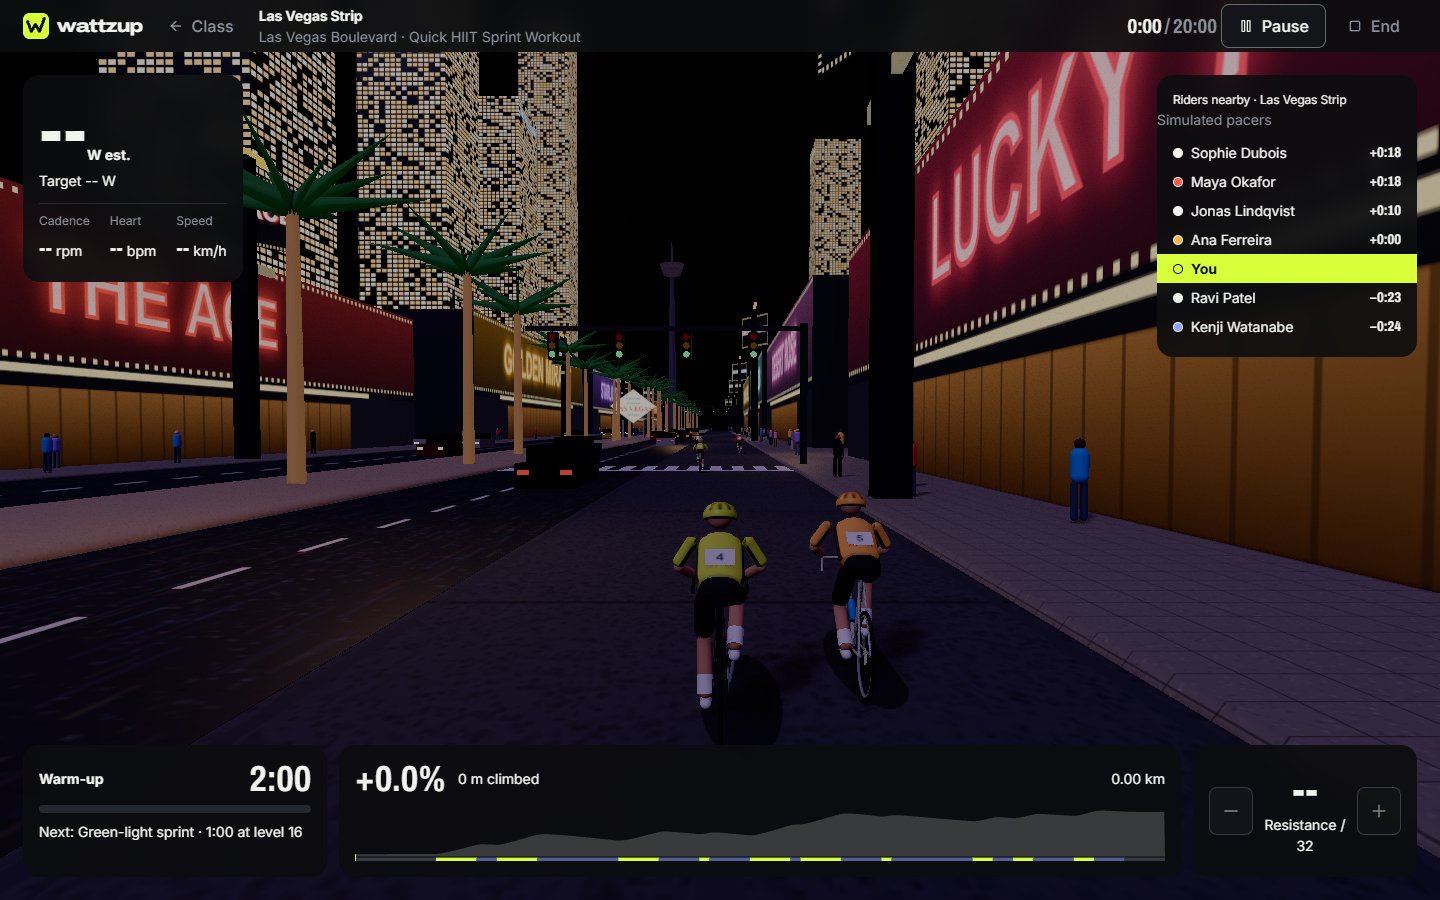 wattzup
Class
Las Vegas Strip
Las Vegas Boulevard · Quick HIIT Sprint Workout
0:00 / 20:00
Pause
End
--
W est.
Target -- W
Cadence Heart Speed
-- rpm -- bpm -- km/h
Riders nearby · Las Vegas Strip
Simulated pacers
Sophie Dubois +0:18
Maya Okafor +0:18
Jonas Lindqvist +0:10
Ana Ferreira +0:00
You
Ravi Patel −0:23
Kenji Watanabe −0:24
LUCKY
THE ACE
GOLDEN
4
5
Warm-up 2:00
Next: Green-light sprint · 1:00 at level 16
+0.0% 0 m climbed 0.00 km
--
Resistance /
32